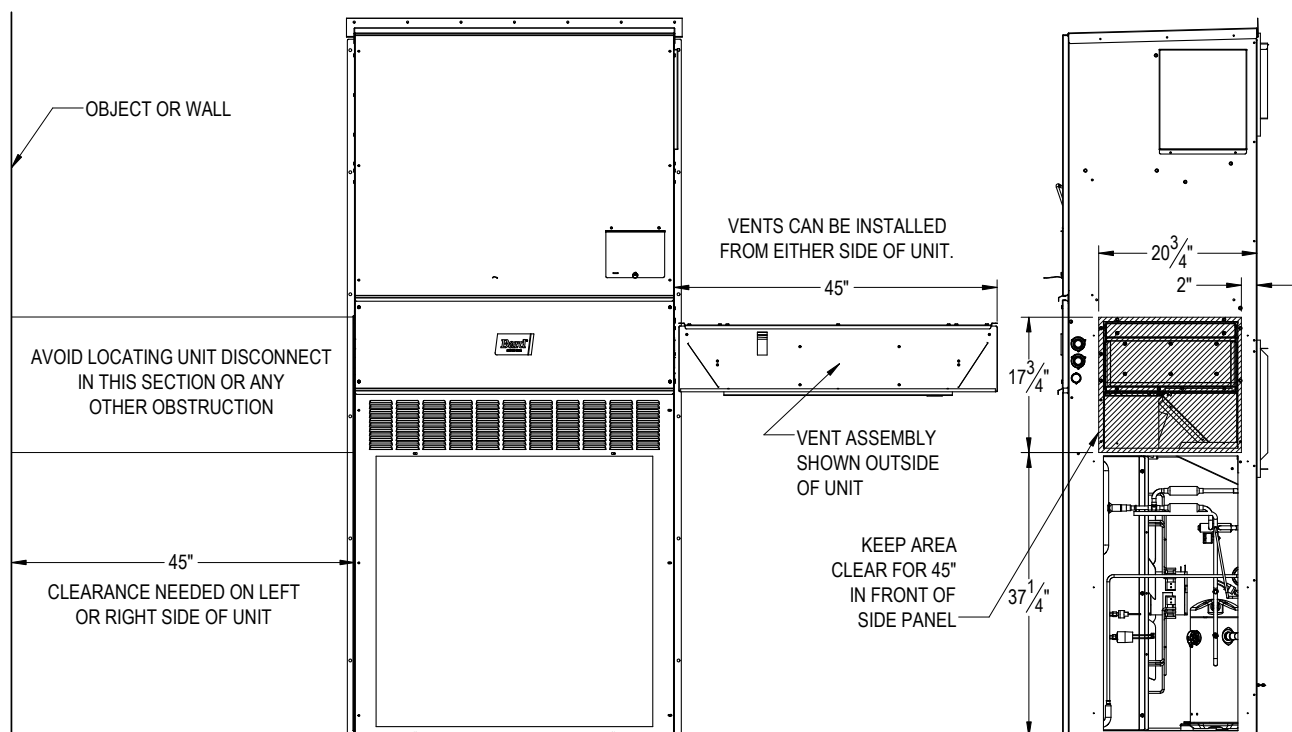 OBJECT OR WALL
VENTS CAN BE INSTALLED
FROM EITHER SIDE OF UNIT.
45"
20 3/4"
2"
AVOID LOCATING UNIT DISCONNECT
IN THIS SECTION OR ANY
OTHER OBSTRUCTION
Bard
17 3/4"
VENT ASSEMBLY
SHOWN OUTSIDE
OF UNIT
45"
CLEARANCE NEEDED ON LEFT
OR RIGHT SIDE OF UNIT
KEEP AREA
CLEAR FOR 45"
IN FRONT OF
SIDE PANEL
37 1/4"